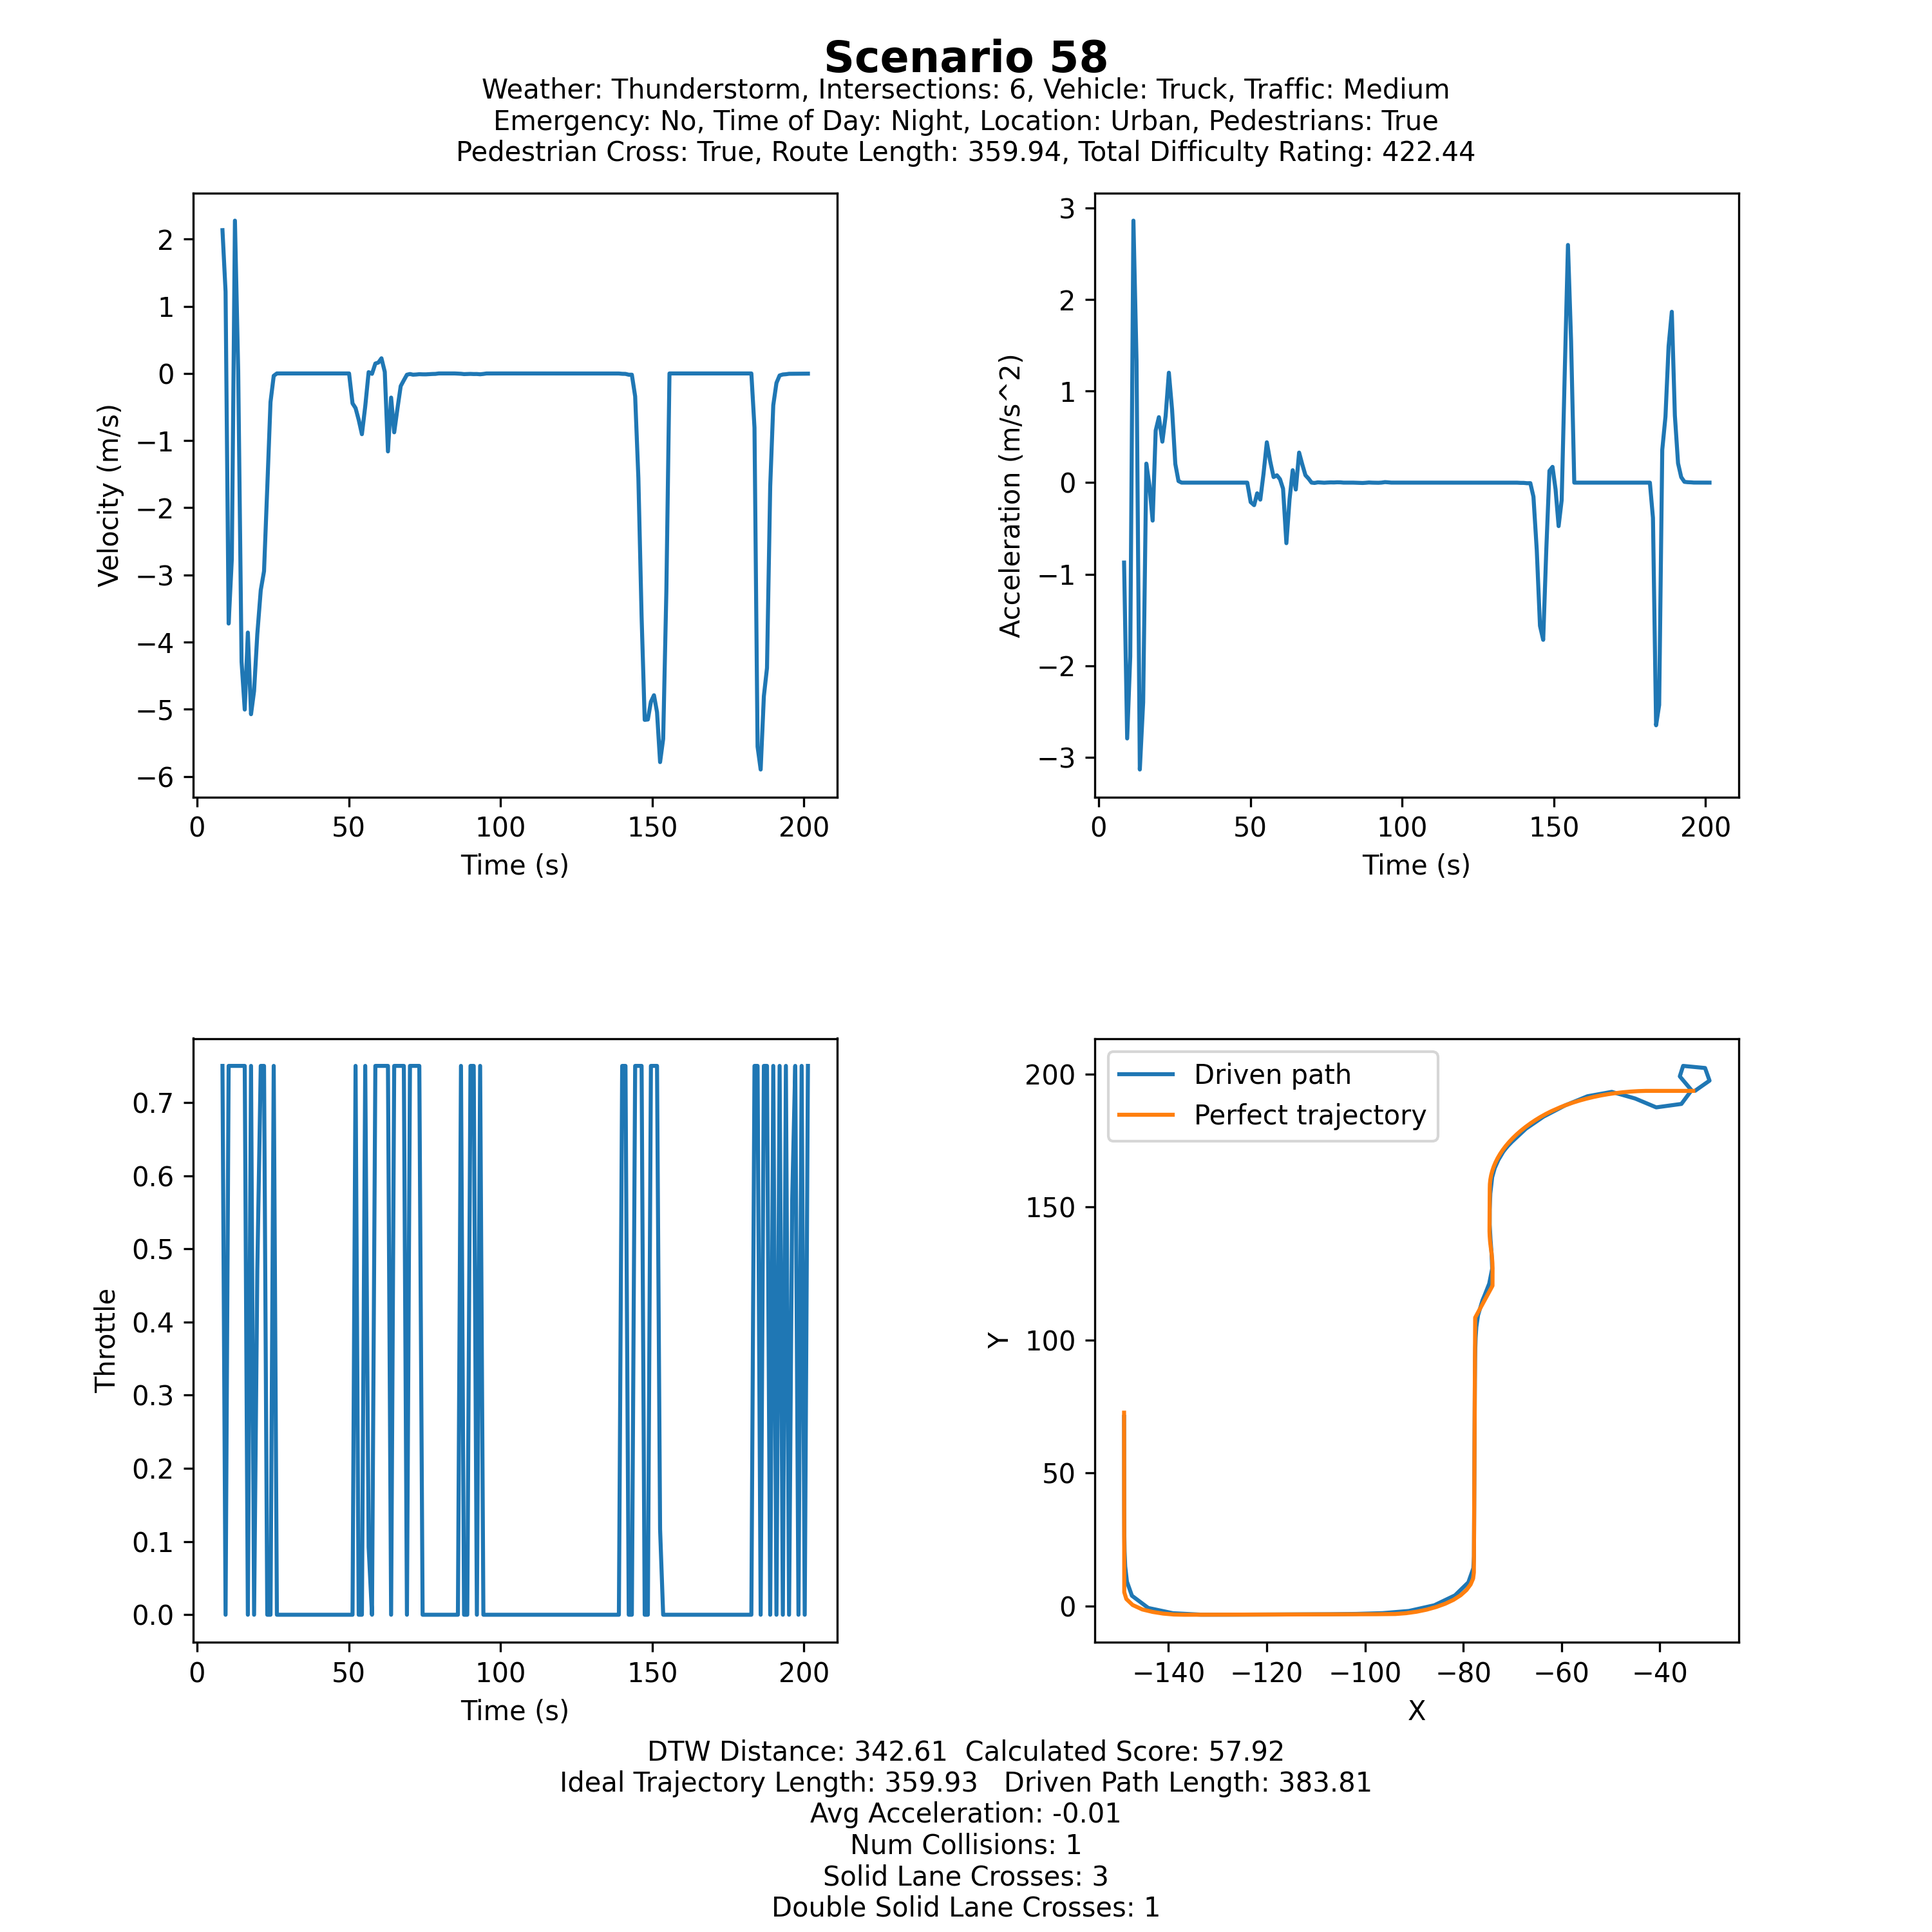 Scenario 58
Weather: Thunderstorm, Intersections: 6, Vehicle: Truck, Traffic: Medium
Emergency: No, Time of Day: Night, Location: Urban, Pedestrians: True
Pedestrian Cross: True, Route Length: 359.94, Total Difficulty Rating: 422.44
2
1
0
−1
−2
−3
−4
−5
−6
Velocity (m/s)
0 50 100 150 200
Time (s)
3
2
1
0
−1
−2
−3
Acceleration (m/s^2)
0 50 100 150 200
Time (s)
0.7
0.6
0.5
0.4
0.3
0.2
0.1
0.0
Throttle
0 50 100 150 200
Time (s)
Driven path
Perfect trajectory
200
150
100
50
0
Y
−140 −120 −100 −80 −60 −40
X
DTW Distance: 342.61 Calculated Score: 57.92
Ideal Trajectory Length: 359.93 Driven Path Length: 383.81
Avg Acceleration: -0.01
Num Collisions: 1
Solid Lane Crosses: 3
Double Solid Lane Crosses: 1